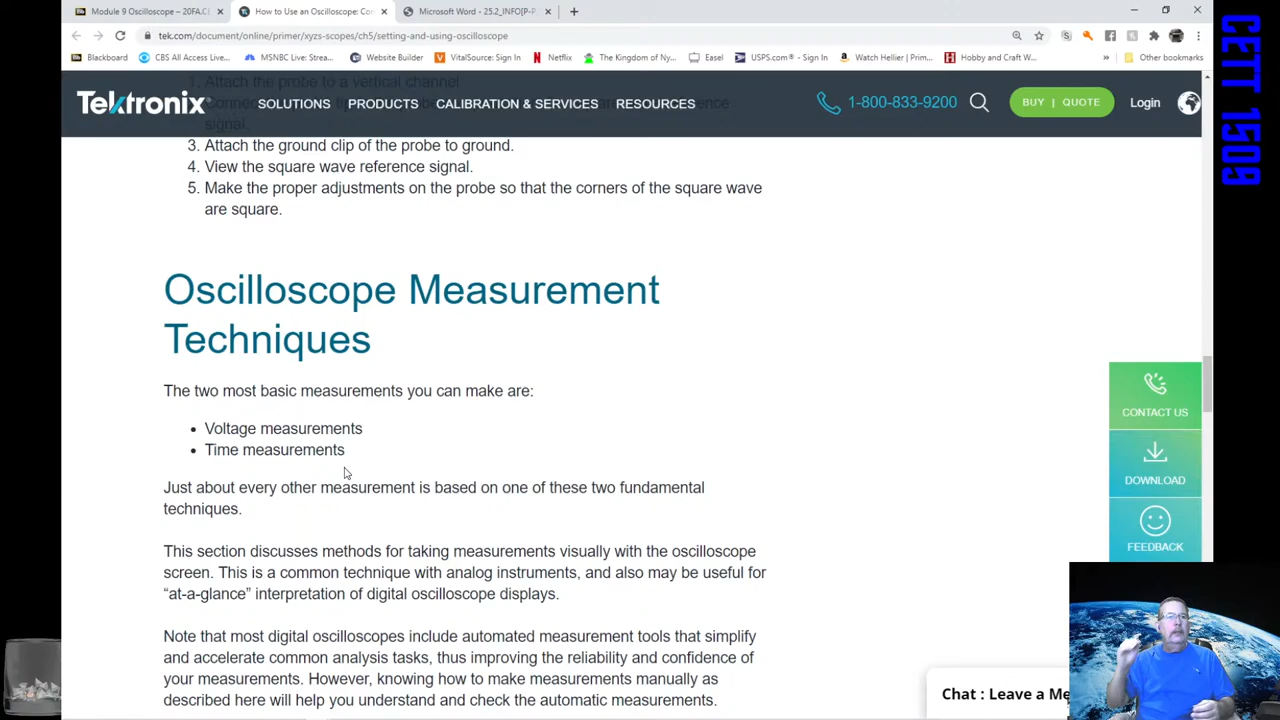 Module 9 Oscilloscope – 20FA.CE
How to Use an Oscilloscope: Con
Microsoft Word - 25.2_INFO[P-P
tek.com/document/online/primer/xyzs-scopes/ch5/setting-and-using-oscilloscope
Blackboard
CBS All Access Live...
MSNBC Live: Strea...
Website Builder
VitalSource: Sign In
Netflix
The Kingdom of Ny...
Easel
USPS.com® - Sign In
Watch Hellier | Prim...
Hobby and Craft W...
»
Other bookmarks
1. Attach the probe to a vertical channel
signal.
Tektronix
SOLUTIONS PRODUCTS CALIBRATION & SERVICES RESOURCES
1-800-833-9200
BUY | QUOTE
Login
3. Attach the ground clip of the probe to ground.
4. View the square wave reference signal.
5. Make the proper adjustments on the probe so that the corners of the square wave
are square.
Oscilloscope Measurement
Techniques
The two most basic measurements you can make are:
• Voltage measurements
• Time measurements
Just about every other measurement is based on one of these two fundamental
techniques.
This section discusses methods for taking measurements visually with the oscilloscope
screen. This is a common technique with analog instruments, and also may be useful for
“at-a-glance” interpretation of digital oscilloscope displays.
Note that most digital oscilloscopes include automated measurement tools that simplify
and accelerate common analysis tasks, thus improving the reliability and confidence of
your measurements. However, knowing how to make measurements manually as
described here will help you understand and check the automatic measurements.
CONTACT US
DOWNLOAD
FEEDBACK
Chat : Leave a Me
CETT 1509